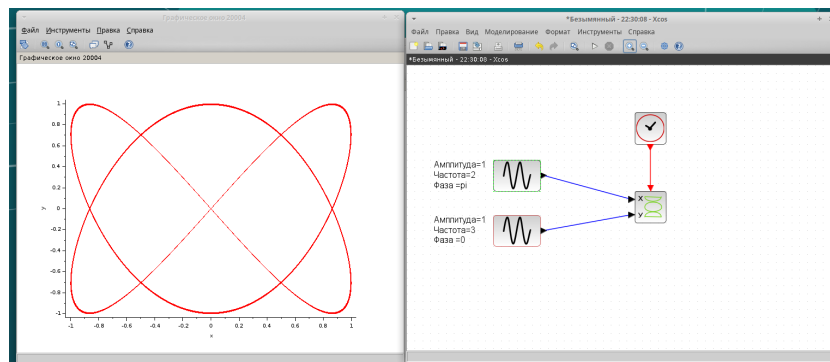 Графическое окно 20004
Файл Инструменты Правка Справка
Графическое окно 20004
1
0.8
0.6
0.4
0.2
0
-0.2
-0.4
-0.6
-0.8
-1
y
-1 -0.8 -0.6 -0.4 -0.2 0 0.2 0.4 0.6 0.8 1
x
*Безымянный - 22:30:08 - Xcos
Файл Правка Вид Моделирование Формат Инструменты Справка
*Безымянный - 22:30:08 - Xcos
Амплитуда=1
Частота=2
Фаза =pi
Амплитуда=1
Частота=3
Фаза =0
X
У